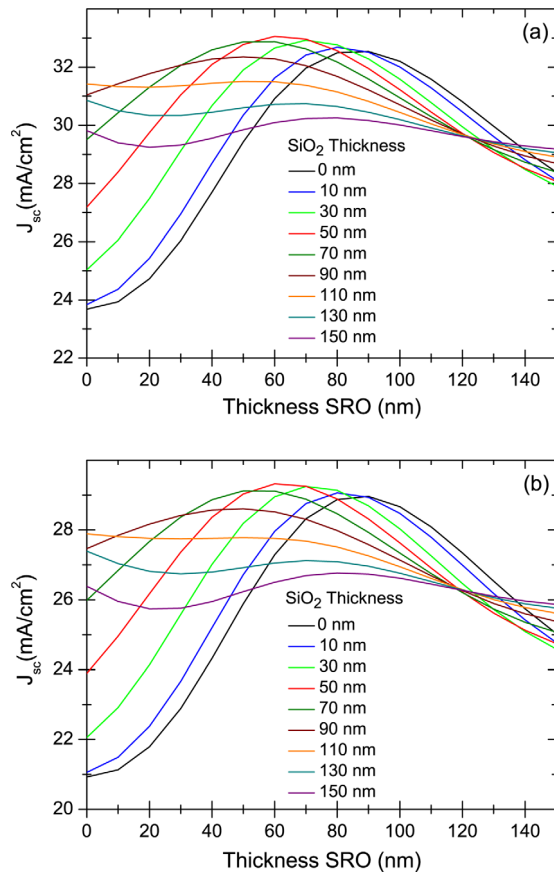 (a)
32
30
28
26
24
22
J_sc(mA/cm²)
SiO₂ Thickness
0 nm
10 nm
30 nm
50 nm
70 nm
90 nm
110 nm
130 nm
150 nm
0 20 40 60 80 100 120 140
Thickness SRO (nm)
(b)
28
26
24
22
20
J_sc(mA/cm²)
SiO₂ Thickness
0 nm
10 nm
30 nm
50 nm
70 nm
90 nm
110 nm
130 nm
150 nm
0 20 40 60 80 100 120 140
Thickness SRO (nm)